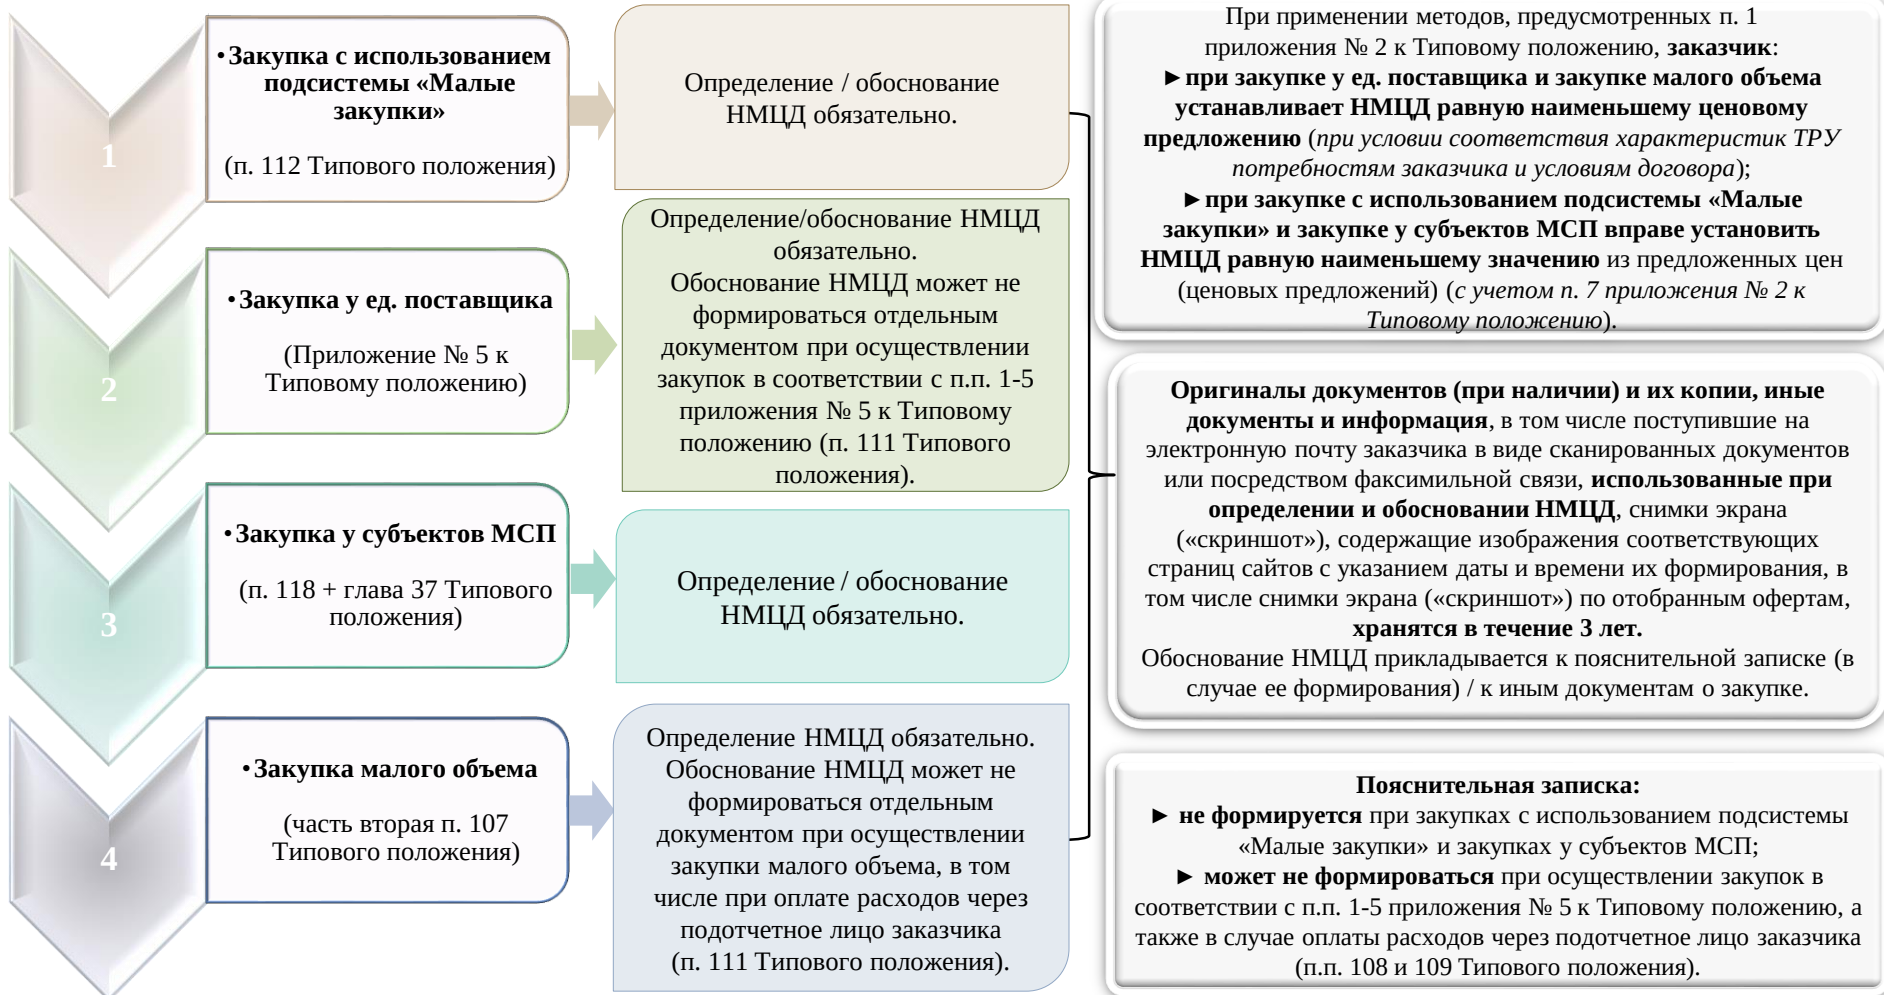 1
•Закупка с использованием
подсистемы «Малые
закупки»
(п. 112 Типового положения)
Определение / обоснование
НМЦД обязательно.
2
•Закупка у ед. поставщика
(Приложение № 5 к
Типовому положению)
Определение/обоснование НМЦД
обязательно.
Обоснование НМЦД может не
формироваться отдельным
документом при осуществлении
закупок в соответствии с п.п. 1-5
приложения № 5 к Типовому
положению (п. 111 Типового
положения).
3
•Закупка у субъектов МСП
(п. 118 + глава 37 Типового
положения)
Определение / обоснование
НМЦД обязательно.
4
•Закупка малого объема
(часть вторая п. 107
Типового положения)
Определение НМЦД обязательно.
Обоснование НМЦД может не
формироваться отдельным
документом при осуществлении
закупки малого объема, в том
числе при оплате расходов через
подотчетное лицо заказчика
(п. 111 Типового положения).
При применении методов, предусмотренных п. 1
приложения № 2 к Типовому положению, заказчик:
►при закупке у ед. поставщика и закупке малого объема
устанавливает НМЦД равную наименьшему ценовому
предложению (при условии соответствия характеристик ТРУ
потребностям заказчика и условиям договора);
►при закупке с использованием подсистемы «Малые
закупки» и закупке у субъектов МСП вправе установить
НМЦД равную наименьшему значению из предложенных цен
(ценовых предложений) (с учетом п. 7 приложения № 2 к
Типовому положению).
Оригиналы документов (при наличии) и их копии, иные
документы и информация, в том числе поступившие на
электронную почту заказчика в виде сканированных документов
или посредством факсимильной связи, использованные при
определении и обосновании НМЦД, снимки экрана
(«скриншот»), содержащие изображения соответствующих
страниц сайтов с указанием даты и времени их формирования, в
том числе снимки экрана («скриншот») по отобранным офертам,
хранятся в течение 3 лет.
Обоснование НМЦД прикладывается к пояснительной записке (в
случае ее формирования) / к иным документам о закупке.
Пояснительная записка:
► не формируется при закупках с использованием подсистемы
«Малые закупки» и закупках у субъектов МСП;
► может не формироваться при осуществлении закупок в
соответствии с п.п. 1-5 приложения № 5 к Типовому положению, а
также в случае оплаты расходов через подотчетное лицо заказчика
(п.п. 108 и 109 Типового положения).